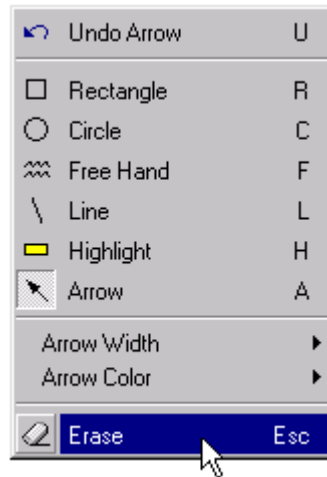 Undo Arrow U
Rectangle R
Circle C
Free Hand F
Line L
Highlight H
Arrow A
Arrow Width
Arrow Color
Erase Esc